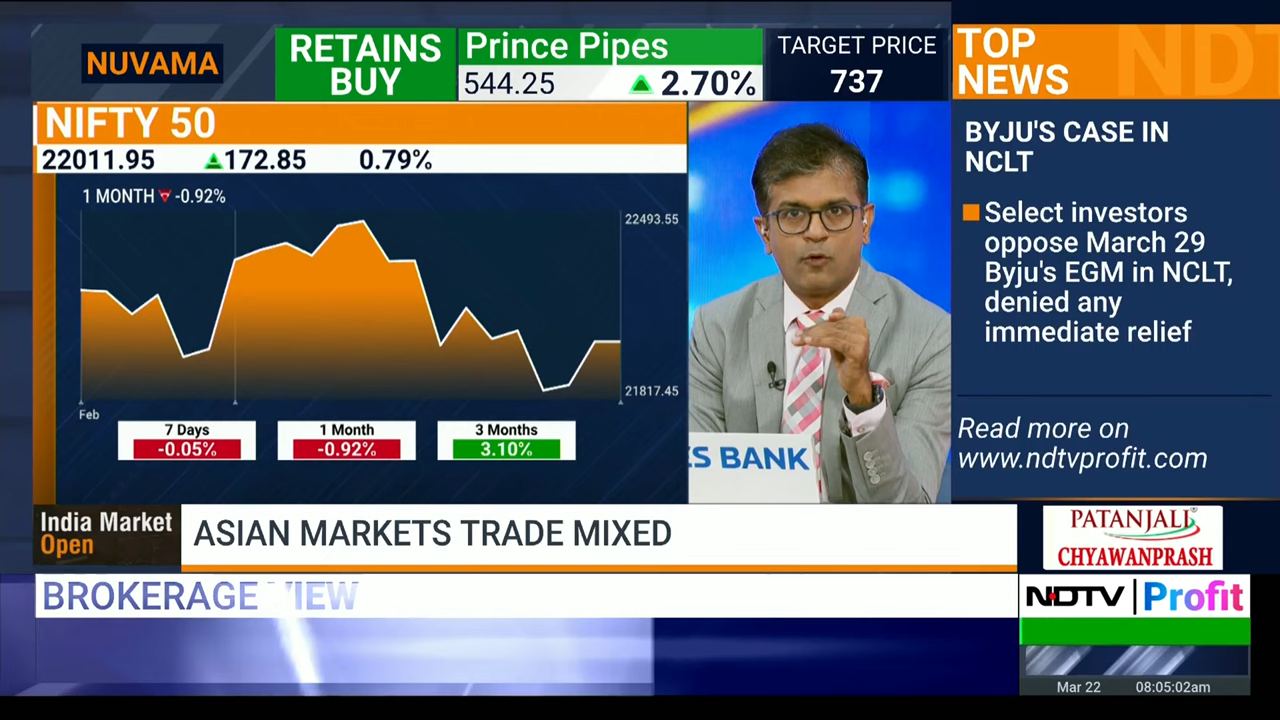 NUVAMA
RETAINS
BUY
Prince Pipes
544.25 ▲ 2.70%
TARGET PRICE
737
TOP
NEWS
NIFTY 50
22011.95 ▲172.85 0.79%
1 MONTH ▼ -0.92%
22493.55
21817.45
Feb
7 Days
-0.05%
1 Month
-0.92%
3 Months
3.10%
BANK
BYJU'S CASE IN
NCLT
Select investors
oppose March 29
Byju's EGM in NCLT,
denied any
immediate relief
Read more on
www.ndtvprofit.com
India Market
Open
ASIAN MARKETS TRADE MIXED
PATANJALI
CHYAWANPRASH
BROKERAGE VIEW
NDTV Profit
Mar 22 08:05:02am